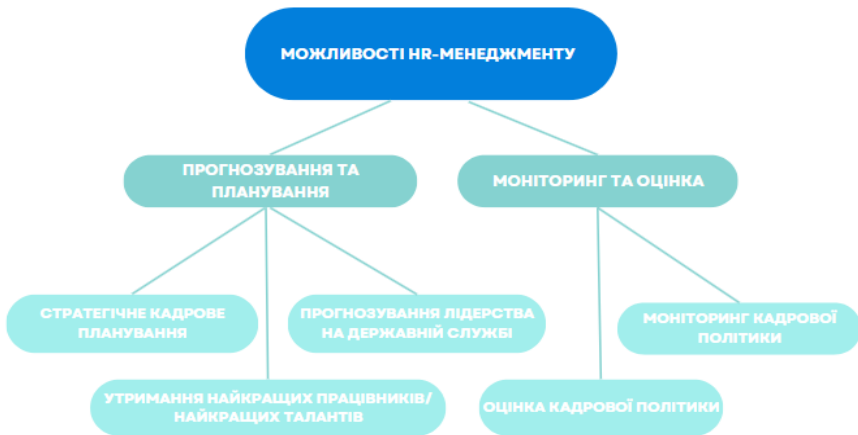 МОЖЛИВОСТІ HR-МЕНЕДЖМЕНТУ
ПРОГНОЗУВАННЯ ТА
ПЛАНУВАННЯ
МОНІТОРИНГ ТА ОЦІНКА
СТРАТЕГІЧНЕ КАДРОВЕ
ПЛАНУВАННЯ
ПРОГНОЗУВАННЯ ЛІДЕРСТВА
НА ДЕРЖАВНІЙ СЛУЖБІ
МОНІТОРИНГ КАДРОВОЇ
ПОЛІТИКИ
УТРИМАННЯ НАЙКРАЩИХ ПРАЦІВНИКІВ/
НАЙКРАЩИХ ТАЛАНТІВ
ОЦІНКА КАДРОВОЇ ПОЛІТИКИ